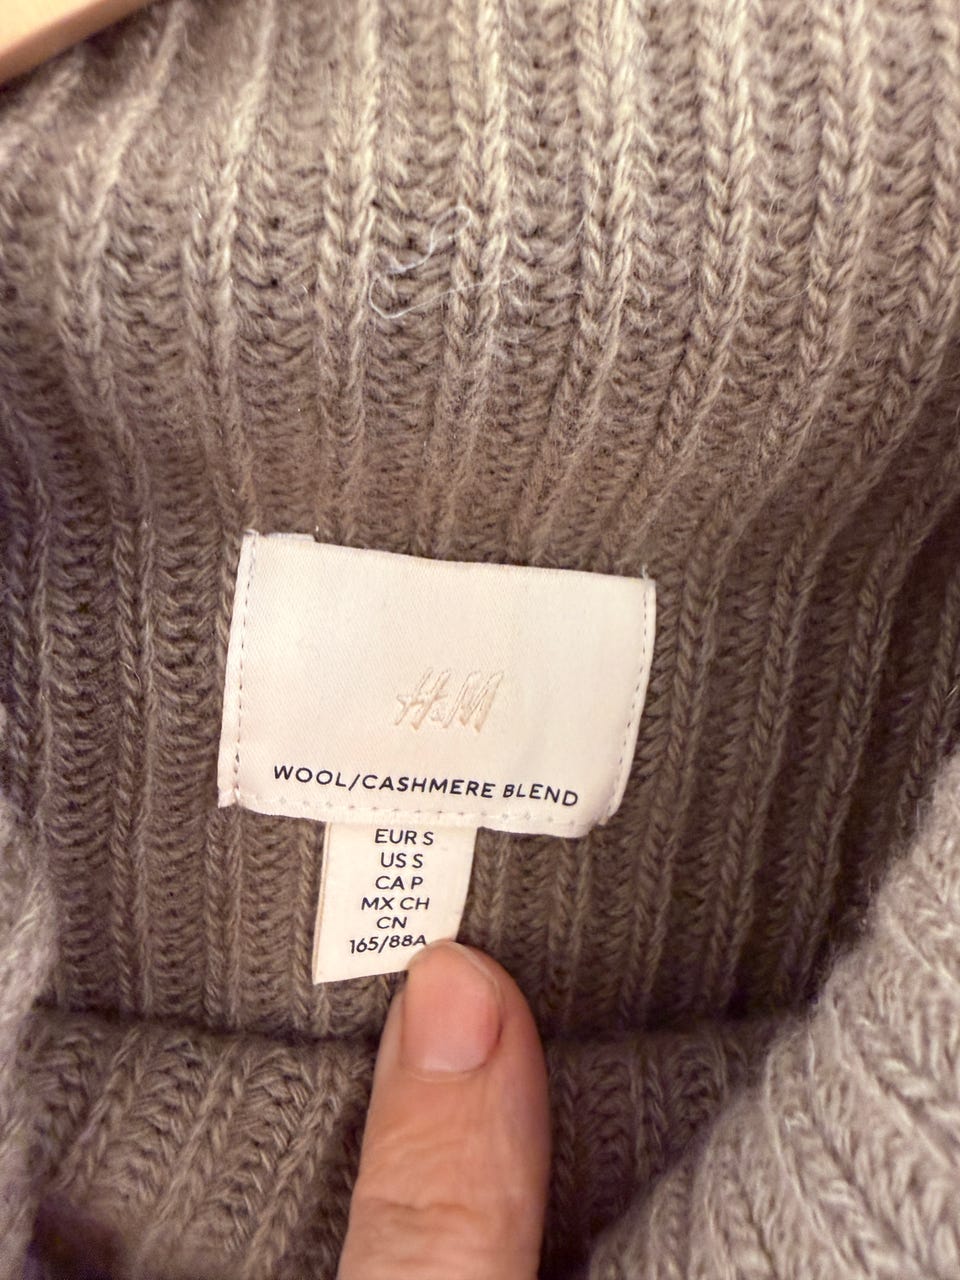 H&M
WOOL/CASHMERE BLEND
EUR S
US S
CA P
MX CH
CN
165/88A